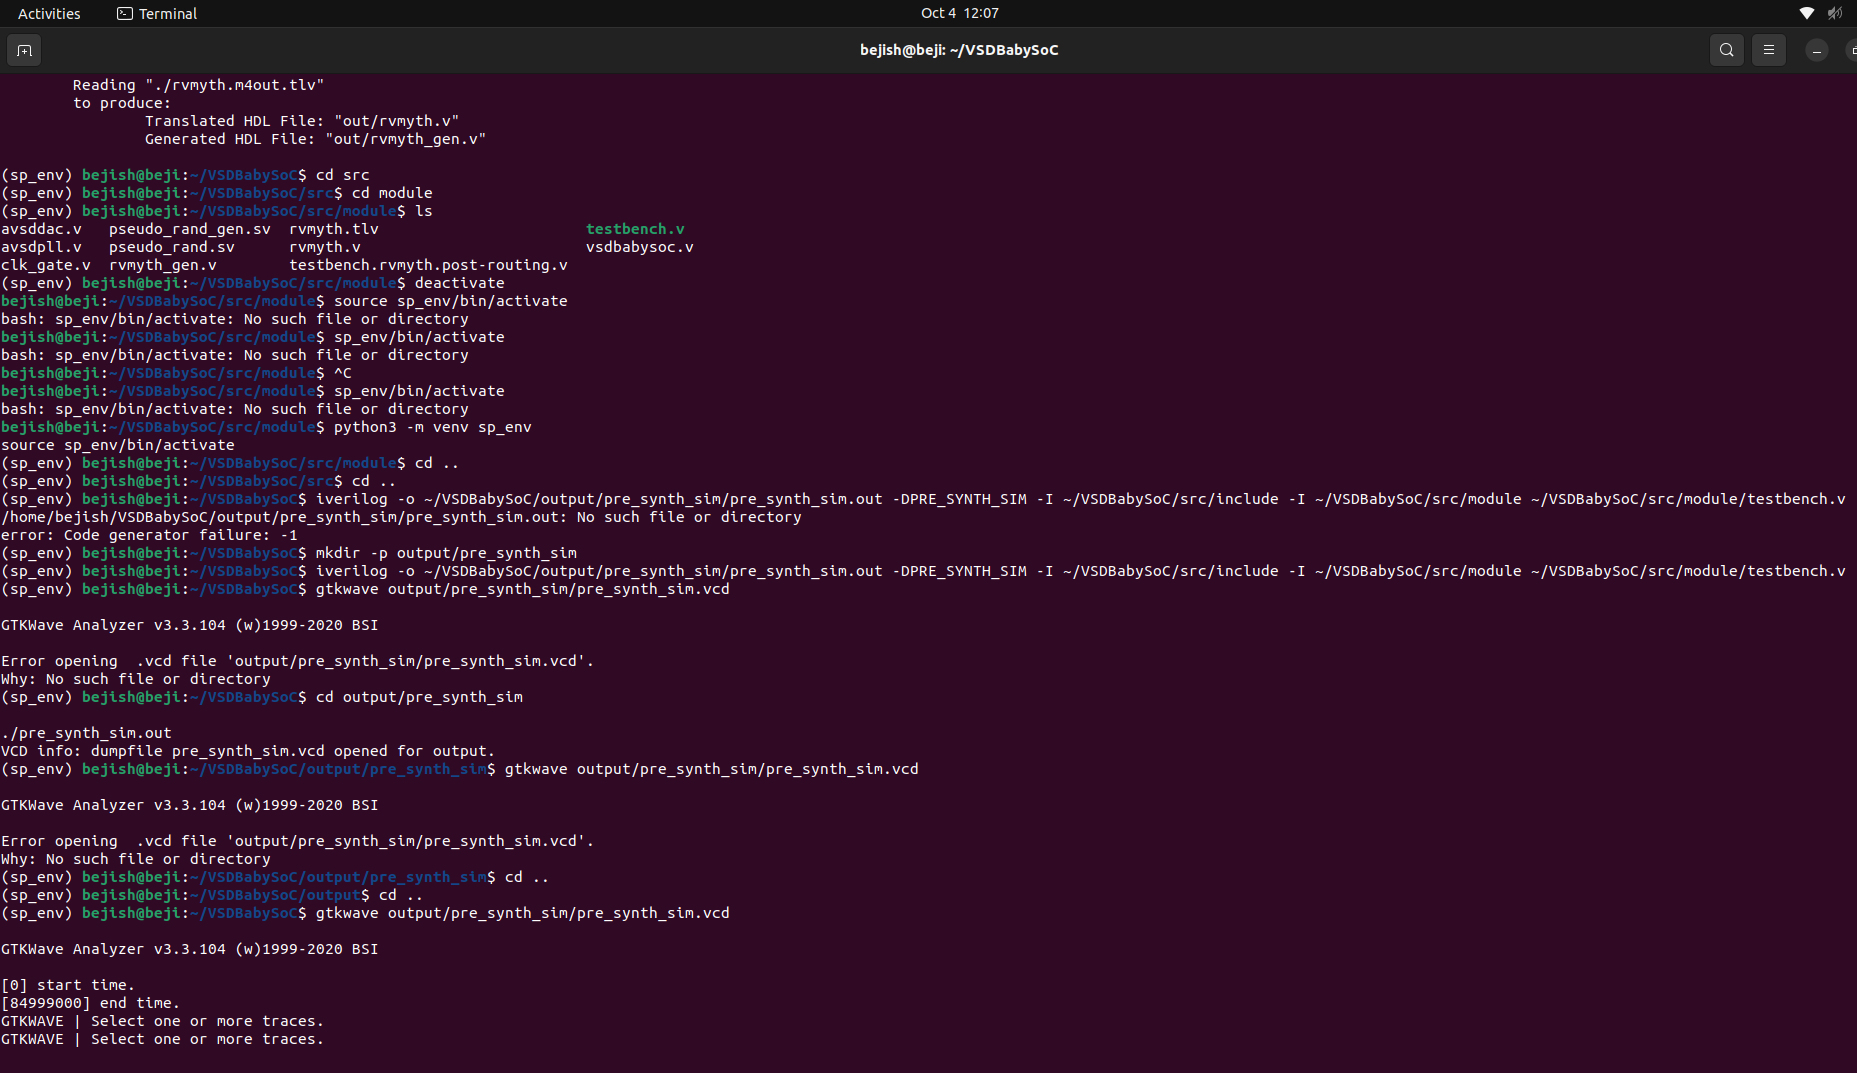 Activities Terminal Oct 4 12:07
bejish@beji: ~/VSDBabySoC
Reading "./rvmyth.m4out.tlv"
to produce:
Translated HDL File: "out/rvmyth.v"
Generated HDL File: "out/rvmyth_gen.v"
(sp_env) bejish@beji:~/VSDBabySoC$ cd src
(sp_env) bejish@beji:~/VSDBabySoC/src$ cd module
(sp_env) bejish@beji:~/VSDBabySoC/src/module$ ls
avsddac.v pseudo_rand_gen.sv rvmyth.tlv testbench.v
avsdpll.v pseudo_rand.sv rvmyth.v vsdbabysoc.v
clk_gate.v rvmyth_gen.v testbench.rvmyth.post-routing.v
(sp_env) bejish@beji:~/VSDBabySoC/src/module$ deactivate
bejish@beji:~/VSDBabySoC/src/module$ source sp_env/bin/activate
bash: sp_env/bin/activate: No such file or directory
bejish@beji:~/VSDBabySoC/src/module$ sp_env/bin/activate
bash: sp_env/bin/activate: No such file or directory
bejish@beji:~/VSDBabySoC/src/module$ ^C
bejish@beji:~/VSDBabySoC/src/module$ sp_env/bin/activate
bash: sp_env/bin/activate: No such file or directory
bejish@beji:~/VSDBabySoC/src/module$ python3 -m venv sp_env
source sp_env/bin/activate
(sp_env) bejish@beji:~/VSDBabySoC/src/module$ cd ..
(sp_env) bejish@beji:~/VSDBabySoC/src$ cd ..
(sp_env) bejish@beji:~/VSDBabySoC$ iverilog -o ~/VSDBabySoC/output/pre_synth_sim/pre_synth_sim.out -DPRE_SYNTH_SIM -I ~/VSDBabySoC/src/include -I ~/VSDBabySoC/src/module ~/VSDBabySoC/src/module/testbench.v
/home/bejish/VSDBabySoC/output/pre_synth_sim/pre_synth_sim.out: No such file or directory
error: Code generator failure: -1
(sp_env) bejish@beji:~/VSDBabySoC$ mkdir -p output/pre_synth_sim
(sp_env) bejish@beji:~/VSDBabySoC$ iverilog -o ~/VSDBabySoC/output/pre_synth_sim/pre_synth_sim.out -DPRE_SYNTH_SIM -I ~/VSDBabySoC/src/include -I ~/VSDBabySoC/src/module ~/VSDBabySoC/src/module/testbench.v
(sp_env) bejish@beji:~/VSDBabySoC$ gtkwave output/pre_synth_sim/pre_synth_sim.vcd
GTKWave Analyzer v3.3.104 (w)1999-2020 BSI
Error opening  .vcd file 'output/pre_synth_sim/pre_synth_sim.vcd'.
Why: No such file or directory
(sp_env) bejish@beji:~/VSDBabySoC$ cd output/pre_synth_sim
./pre_synth_sim.out
VCD info: dumpfile pre_synth_sim.vcd opened for output.
(sp_env) bejish@beji:~/VSDBabySoC/output/pre_synth_sim$ gtkwave output/pre_synth_sim/pre_synth_sim.vcd
GTKWave Analyzer v3.3.104 (w)1999-2020 BSI
Error opening  .vcd file 'output/pre_synth_sim/pre_synth_sim.vcd'.
Why: No such file or directory
(sp_env) bejish@beji:~/VSDBabySoC/output/pre_synth_sim$ cd ..
(sp_env) bejish@beji:~/VSDBabySoC/output$ cd ..
(sp_env) bejish@beji:~/VSDBabySoC$ gtkwave output/pre_synth_sim/pre_synth_sim.vcd
GTKWave Analyzer v3.3.104 (w)1999-2020 BSI
[0] start time.
[84999000] end time.
GTKWAVE | Select one or more traces.
GTKWAVE | Select one or more traces.